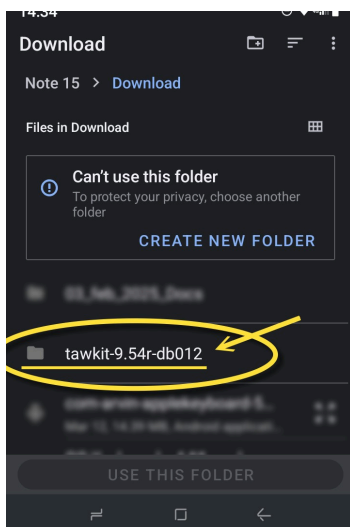 14.34
Download
Note 15 > Download
Files in Download
Can't use this folder
To protect your privacy, choose another
folder
CREATE NEW FOLDER
03_feb_2025_Docs
tawkit-9.54r-db012
USE THIS FOLDER